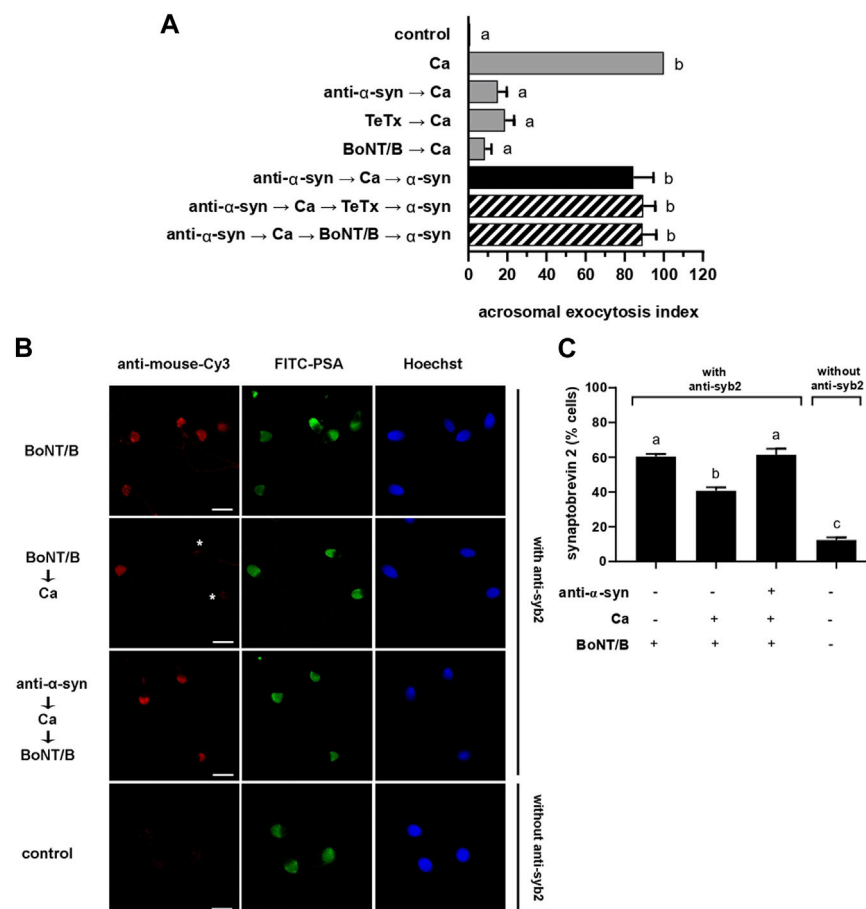 A
control
a
Ca
b
anti-α-syn → Ca
a
TeTx → Ca
a
BoNT/B → Ca
a
anti-α-syn → Ca → α-syn
b
anti-α-syn → Ca → TeTx → α-syn
b
anti-α-syn → Ca → BoNT/B → α-syn
b
0 20 40 60 80 100 120
acrosomal exocytosis index
B
anti-mouse-Cy3 FITC-PSA Hoechst
BoNT/B
* 
BoNT/B
↓
Ca
*
anti-α-syn
↓
Ca
↓
BoNT/B
control
with anti-syb2
without anti-syb2
C
with
anti-syb2
without
anti-syb2
synaptobrevin 2 (% cells)
100
80
60
40
20
0
a b a c
anti-α-syn - - + -
Ca - + + -
BoNT/B + + + -